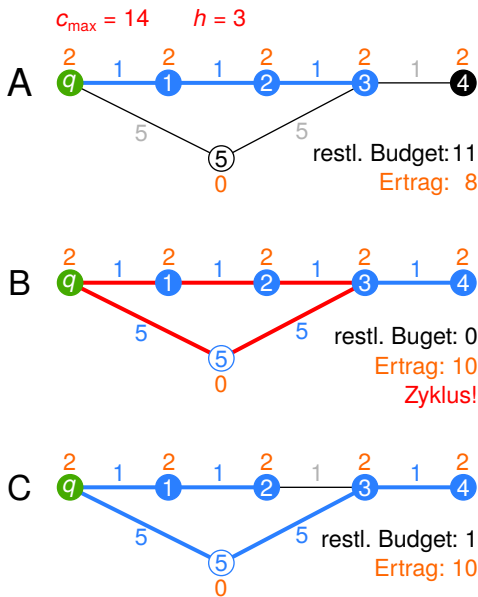 c_max = 14 h = 3
2 2 2 2 2
1 1 1 1
A q 1 2 3 4
5 5
5
0
restl. Budget: 11
Ertrag: 8
2 2 2 2 2
1 1 1 1
B q 1 2 3 4
5 5
5
0
restl. Buget: 0
Ertrag: 10
Zyklus!
2 2 2 2 2
1 1 1 1
C q 1 2 3 4
5 5
5
0
restl. Budget: 1
Ertrag: 10